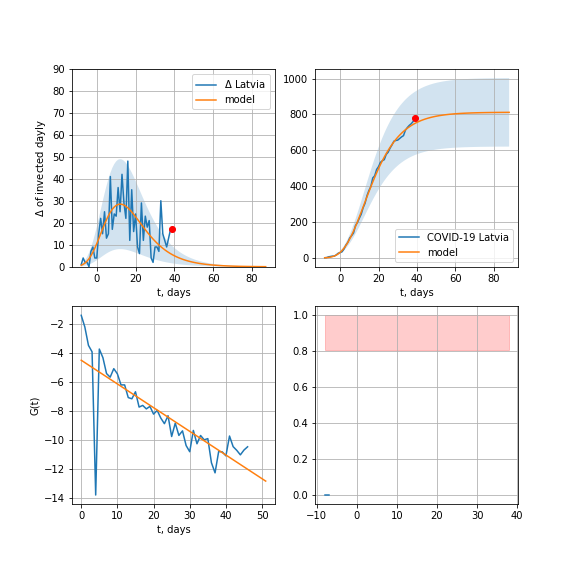 90
80
70
60
50
40
30
20
10
0
Δ of invected dayly
Δ Latvia
model
0 20 40 60 80
t, days
1000
800
600
400
200
0
COVID-19 Latvia
model
0 20 40 60 80
t, days
−2
−4
−6
−8
−10
−12
−14
G(t)
0 10 20 30 40 50
t, days
1.0
0.8
0.6
0.4
0.2
0.0
−10 0 10 20 30 40